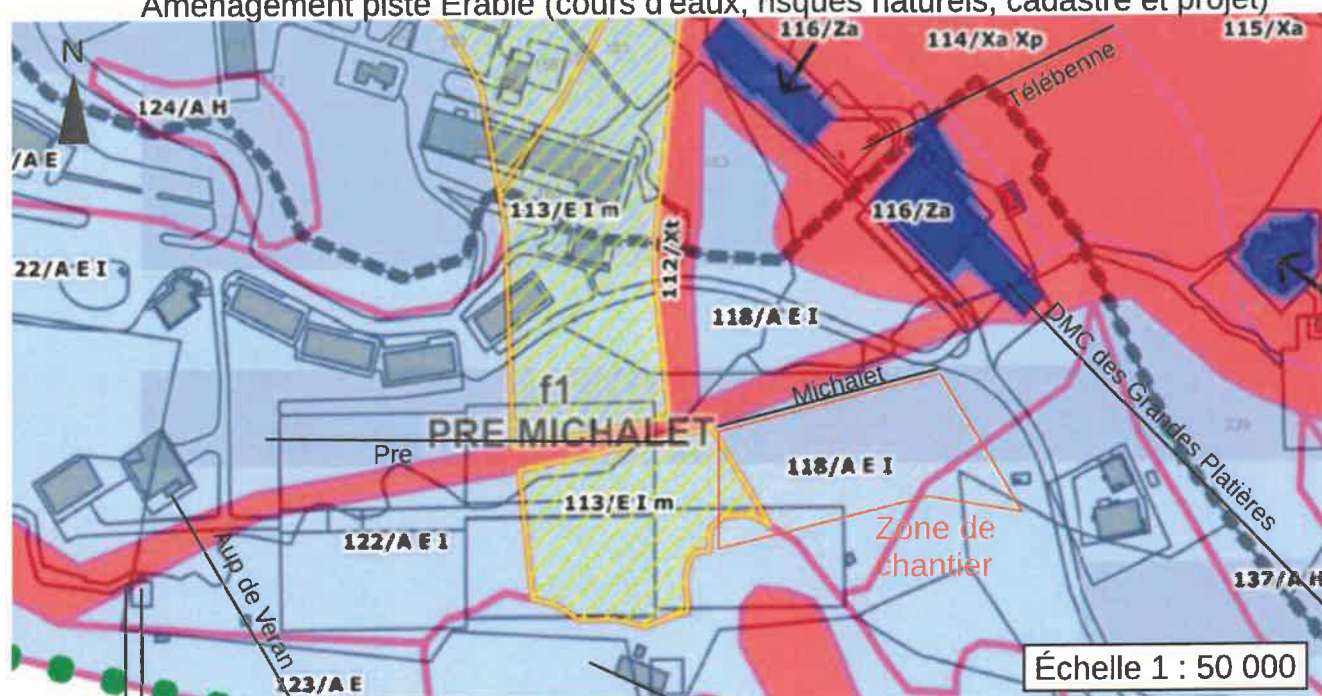 Aménagement piste Érable (cours d'eaux, risques naturels, cadastre et projet)
116/Za
114/Xa Xp
115/Xa
N
Télébenne
124/A H
/A E
113/E I m
116/Za
112/Xt
22/A E I
118/A E I
DMC des Grandes Platières
Michalet
f1
PRE MICHALET
Pre
118/A E I
113/E I m
Zone de
chantier
122/A E I
Aup de Veran
137/A H
123/A E
Échelle 1 : 50 000